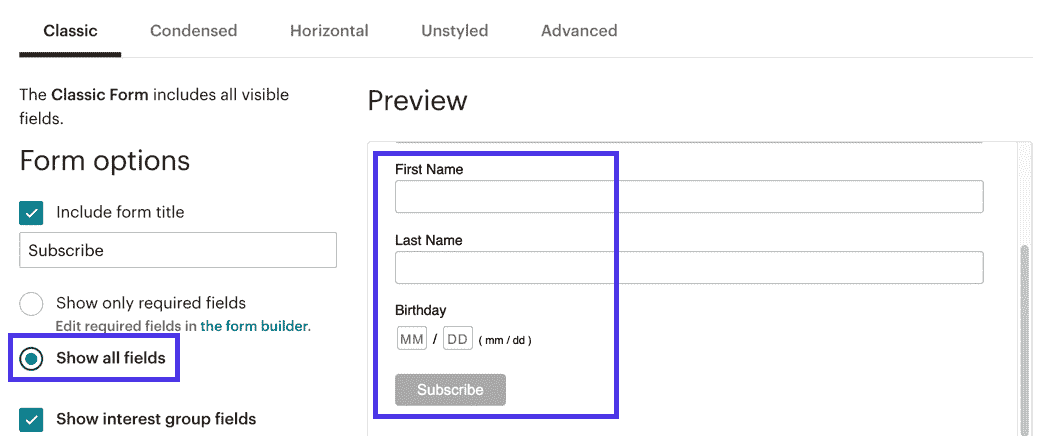 Classic Condensed Horizontal Unstyled Advanced
The Classic Form includes all visible
fields.
Form options
Include form title
Subscribe
Show only required fields
Edit required fields in the form builder.
Show all fields
Show interest group fields
Preview
First Name
Last Name
Birthday
MM / DD ( mm / dd )
Subscribe